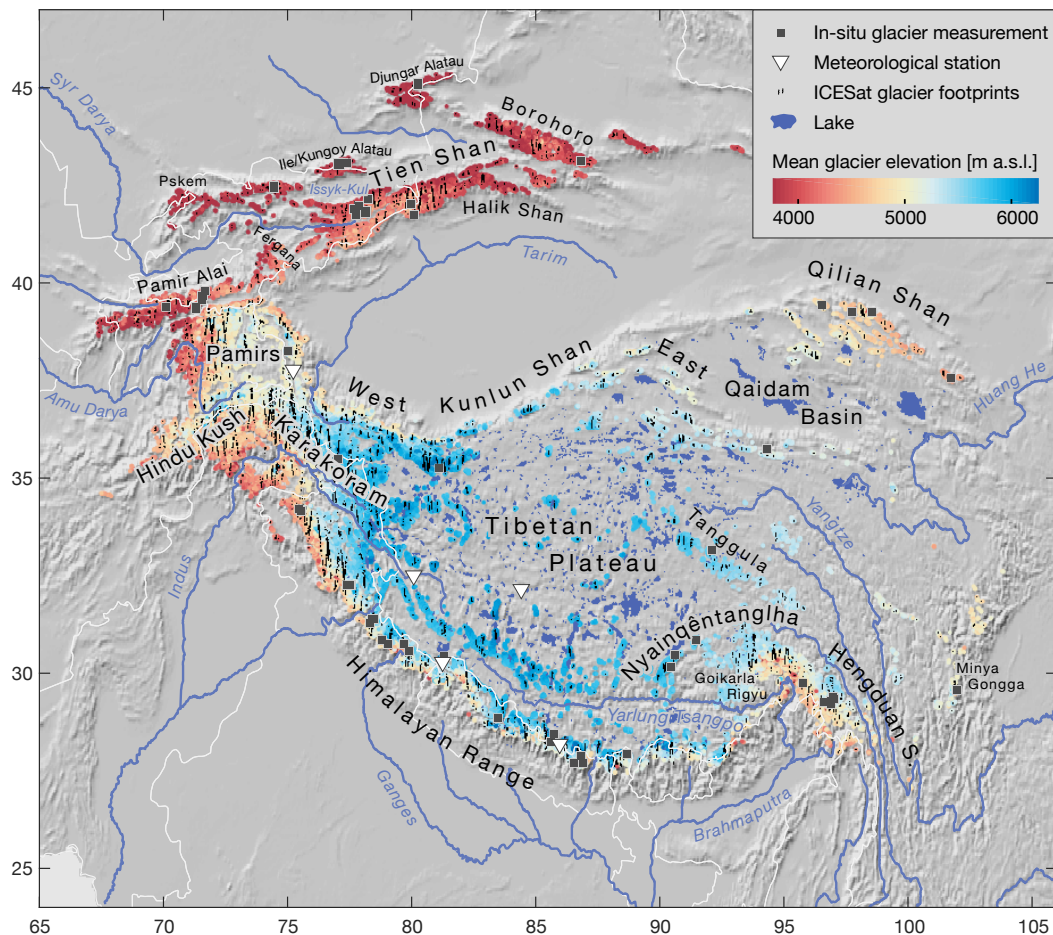 In-situ glacier measurement
Meteorological station
ICESat glacier footprints
Lake
Mean glacier elevation [m a.s.l.]
4000 5000 6000
45
40
35
30
25
65 70 75 80 85 90 95 100 105
Djungar Alatau
Syr Darya
Borohoro
Ile/Kungoy Alatau
Tien Shan
Pskem
Issyk-Kul
Halik Shan
Fergana
Tarim
Pamir Alai
Qilian Shan
Pamirs
East
Kunlun Shan
West
Qaidam
Basin
Amu Darya
Huang He
Hindu Kush
Karakoram
Tibetan
Plateau
Tanggula
Yangtze
Indus
Nyainqêntanglha
Hengduan S.
Goikarla
Rigyu
Minya
Gongga
Himalayan Range
Yarlung Tsangpo
Ganges
Brahmaputra